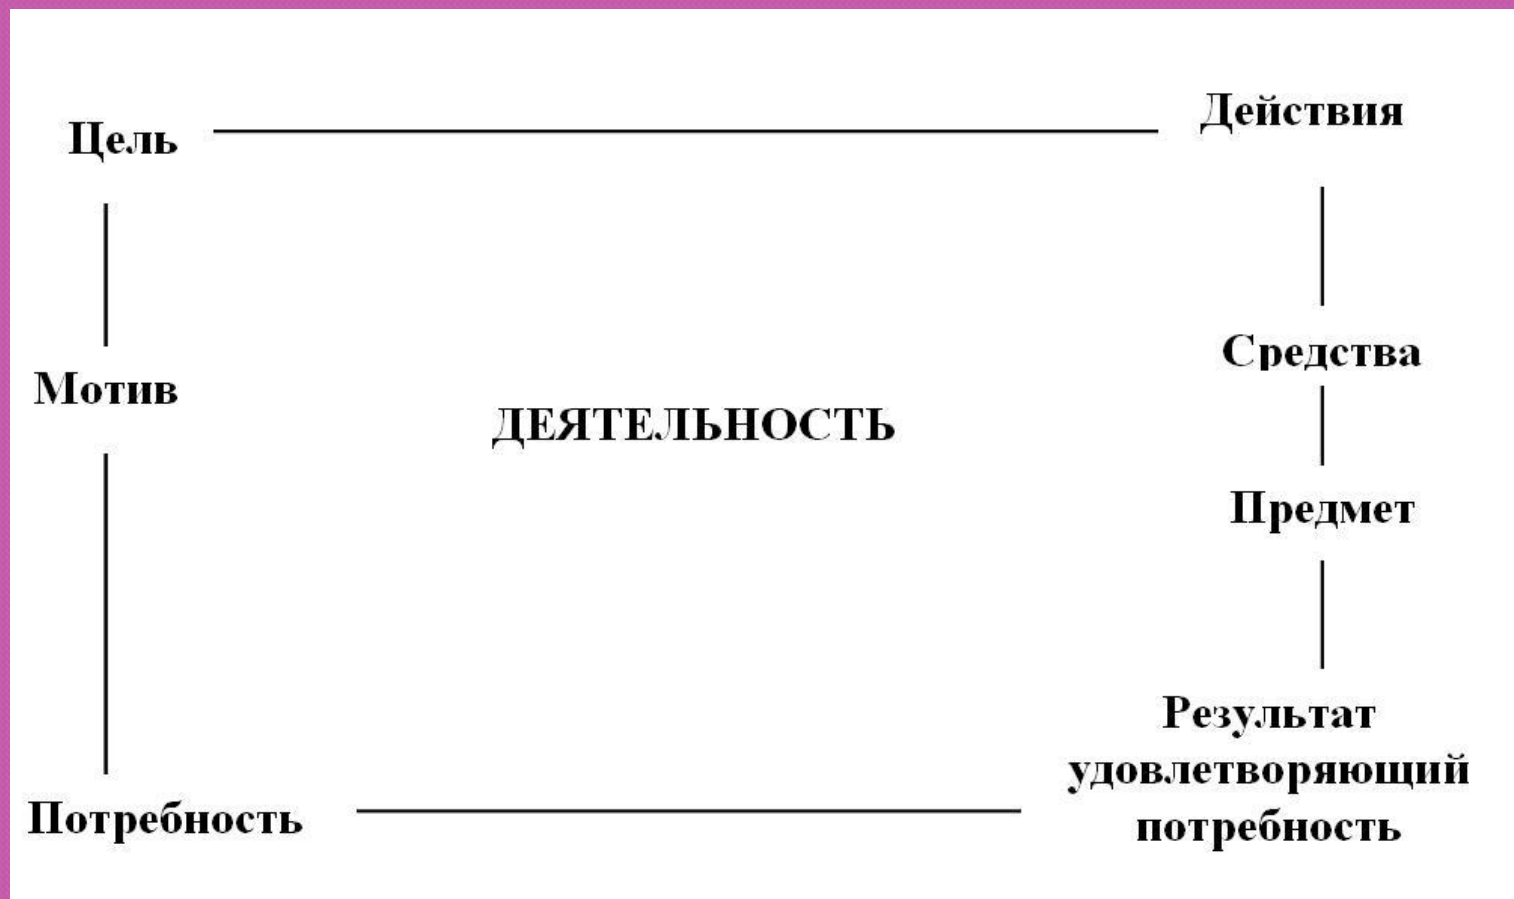 Цель
Действия
Мотив
Средства
ДЕЯТЕЛЬНОСТЬ
Предмет
Потребность
Результат
удовлетворяющий
потребность